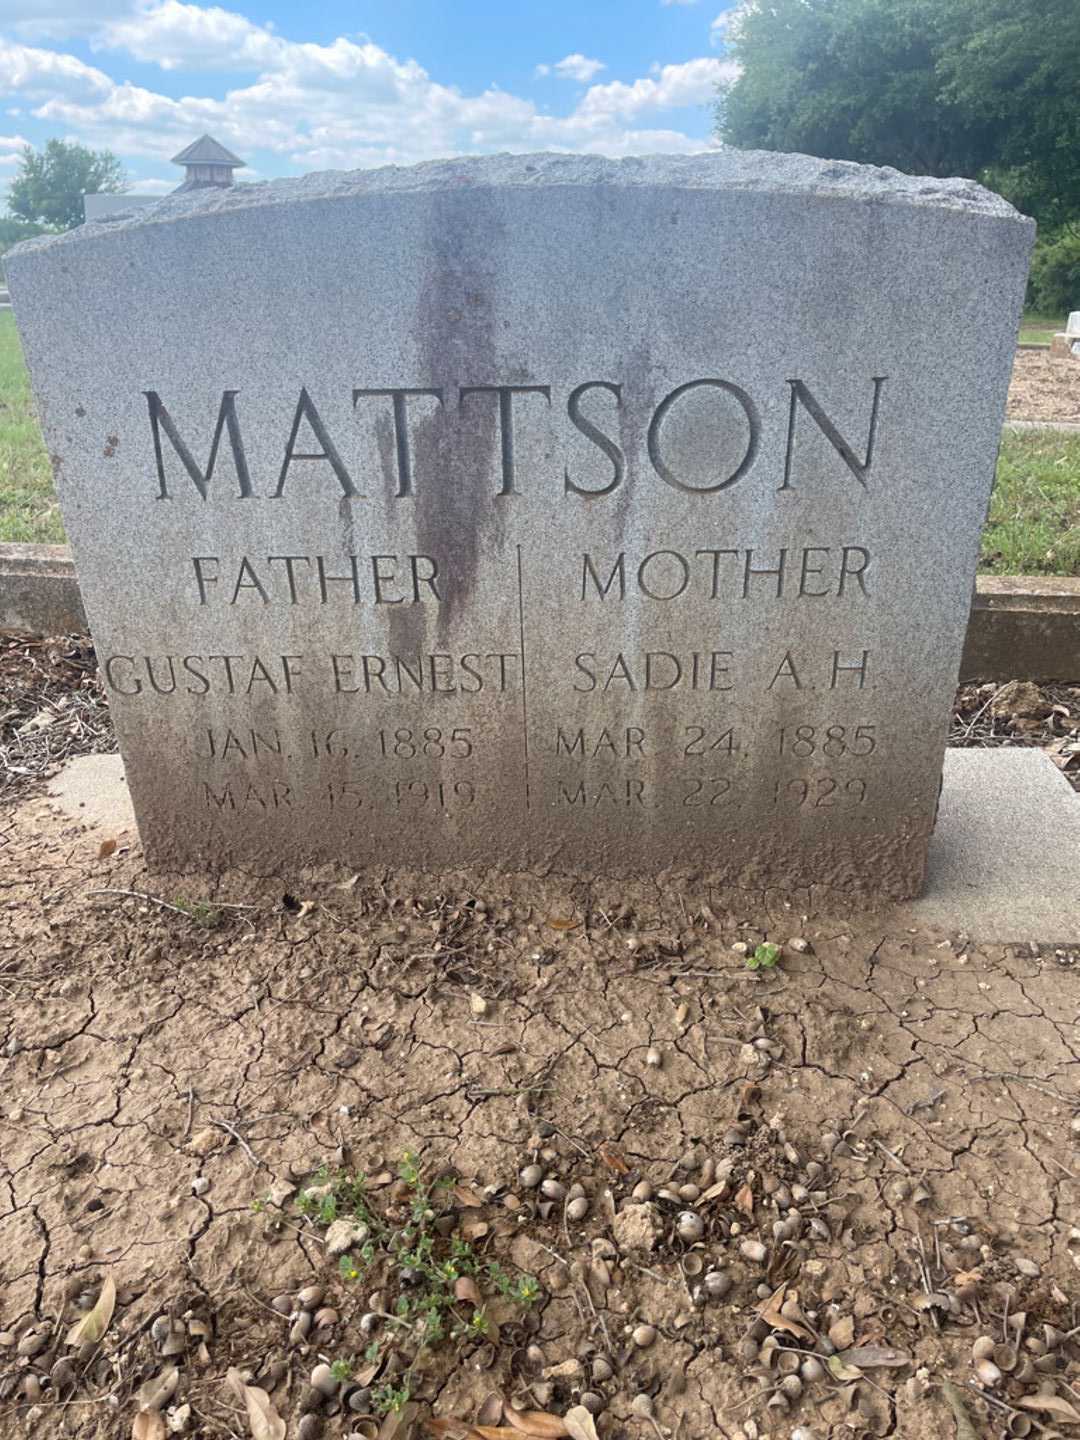 MATTSON
FATHER
GUSTAF ERNEST
JAN. 16, 1885
MAR. 15, 1919
MOTHER
SADIE A. H.
MAR. 24, 1885
MAR. 22, 1929